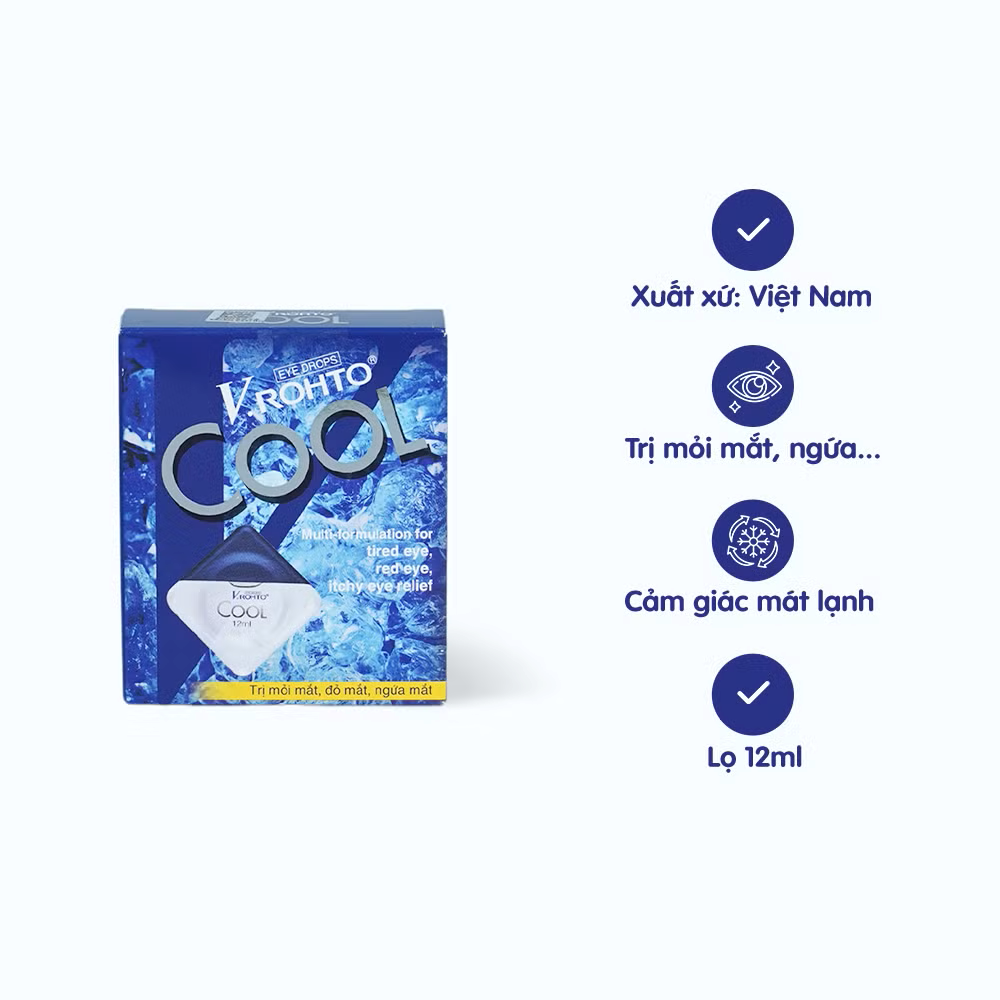 ROHTO
COOL
EYE DROPS
V.ROHTO®
COOL
Multi-formulation for
tired eye,
red eye,
itchy eye relief
V.ROHTO®
COOL
12ml
Trị mỏi mắt, đỏ mắt, ngứa mắt
Xuất xứ: Việt Nam
Trị mỏi mắt, ngứa...
Cảm giác mát lạnh
Lọ 12ml